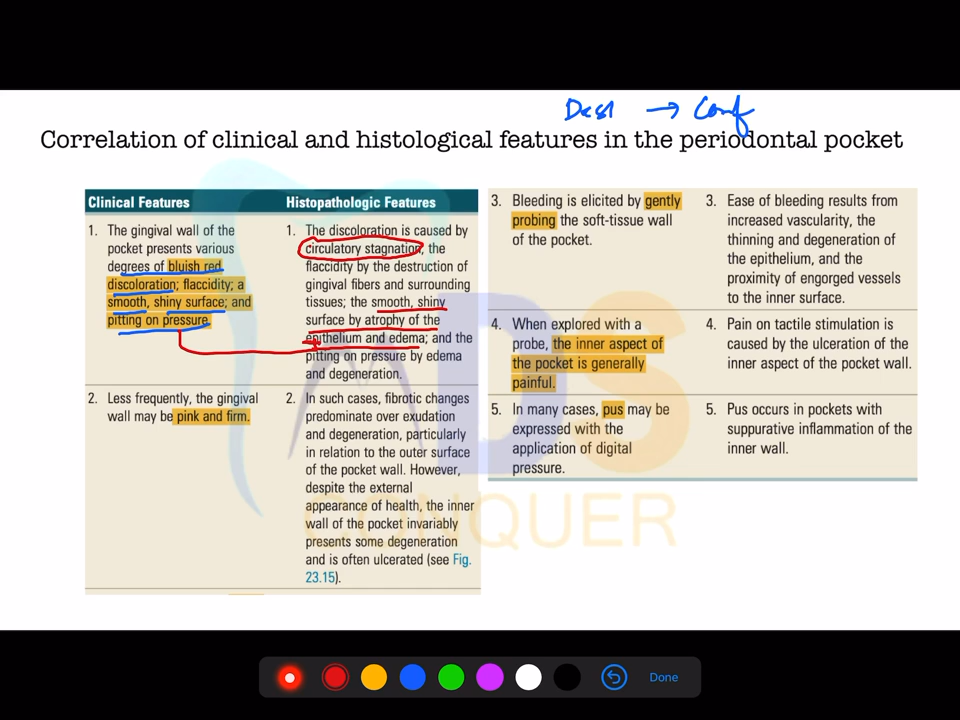 Dest → Conf
Correlation of clinical and histological features in the periodontal pocket
Clinical Features
Histopathologic Features
1. The gingival wall of the
pocket presents various
degrees of bluish red
discoloration; flaccidity; a
smooth, shiny surface; and
pitting on pressure.
1. The discoloration is caused by
circulatory stagnation; the
flaccidity by the destruction of
gingival fibers and surrounding
tissues; the smooth, shiny
surface by atrophy of the
epithelium and edema; and the
pitting on pressure by edema
and degeneration.
2. Less frequently, the gingival
wall may be pink and firm.
2. In such cases, fibrotic changes
predominate over exudation
and degeneration, particularly
in relation to the outer surface
of the pocket wall. However,
despite the external
appearance of health, the inner
wall of the pocket invariably
presents some degeneration
and is often ulcerated (see Fig.
23.15).
3. Bleeding is elicited by gently
probing the soft-tissue wall
of the pocket.
3. Ease of bleeding results from
increased vascularity, the
thinning and degeneration of
the epithelium, and the
proximity of engorged vessels
to the inner surface.
4. When explored with a
probe, the inner aspect of
the pocket is generally
painful.
4. Pain on tactile stimulation is
caused by the ulceration of the
inner aspect of the pocket wall.
5. In many cases, pus may be
expressed with the
application of digital
pressure.
5. Pus occurs in pockets with
suppurative inflammation of the
inner wall.
MDS
CONQUER
Done